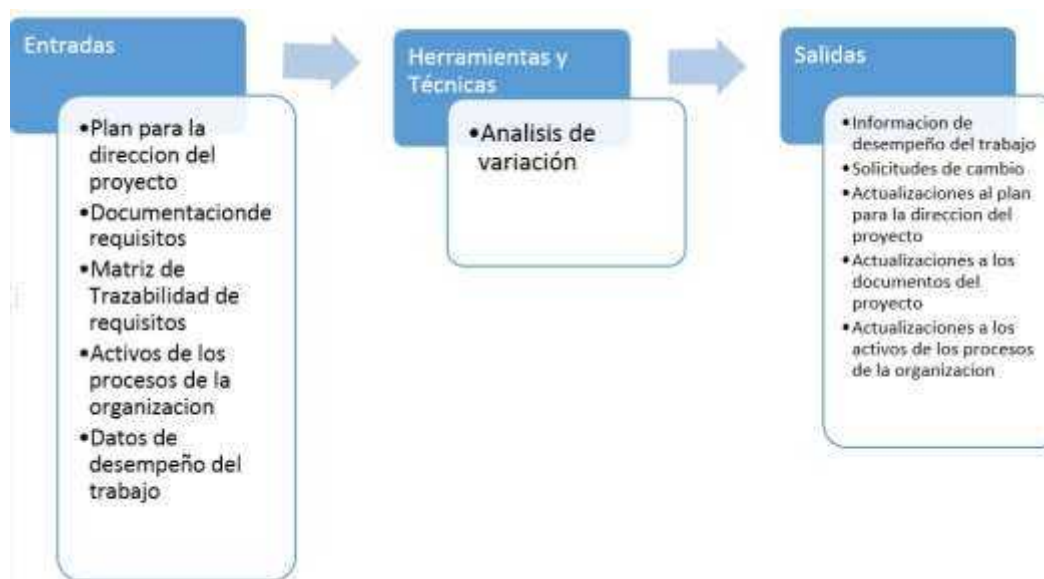 Entradas
•Plan para la
direccion del
proyecto
•Documentacionde
requisitos
•Matriz de
Trazabilidad de
requisitos
•Activos de los
procesos de la
organizacion
•Datos de
desempeño del
trabajo
Herramientas y
Técnicas
•Analisis de
variación
Salidas
•Informacion de
desempeño del trabajo
•Solicitudes de cambio
•Actualizaciones al plan
para la direccion del
proyecto
•Actualizaciones a los
documentos del
proyecto
•Actualizaciones a los
activos de los procesos
de la organizacion